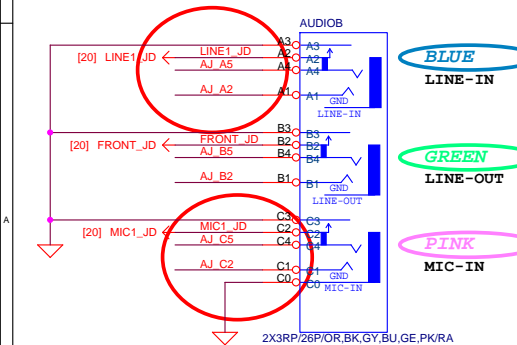 AUDIOB
A3 A3
[20] LINE1_JD LINE1_JD A2 A2
AJ_A5 A4 A4
BLUE
LINE-IN
AJ_A2 A1 A1
GND
LINE-IN
B3 B3
[20] FRONT_JD FRONT_JD B2 B2
AJ_B5 B4 B4
GREEN
LINE-OUT
AJ_B2 B1 B1
GND
LINE-OUT
A
C3 C3
[20] MIC1_JD MIC1_JD C2 C2
AJ_C5 C4 C4
PINK
MIC-IN
AJ_C2 C1 C1
GND
C0 C0
MIC-IN
2X3RP/26P/OR,BK,GY,BU,GE,PK/RA